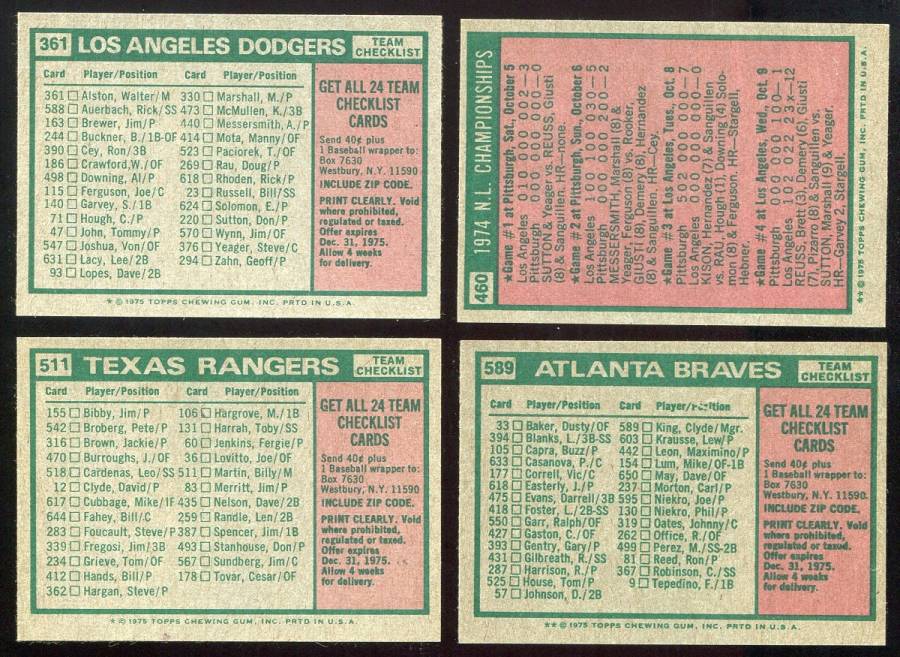 361 LOS ANGELES DODGERS TEAM CHECKLIST
Card Player/Position Card Player/Position
361 Alston, Walter/M 330 Marshall, M./P
588 Auerbach, Rick/SS 473 McMullen, K./3B
163 Brewer, Jim/P 440 Messersmith, A./P
244 Buckner, B./1B-OF 414 Mota, Manny/OF
390 Cey, Ron/3B 523 Paciorek, T./OF
186 Crawford, W./OF 269 Rau, Doug/P
498 Downing, Al/P 618 Rhoden, Rick/P
115 Ferguson, Joe/C 23 Russell, Bill/SS
140 Garvey, S./1B 624 Solomon, E./P
71 Hough, C./P 220 Sutton, Don/P
47 John, Tommy/P 570 Wynn, Jim/OF
547 Joshua, Von/OF 376 Yeager, Steve/C
631 Lacy, Lee/2B 294 Zahn, Geoff/P
93 Lopes, Dave/2B
GET ALL 24 TEAM
CHECKLIST
CARDS
Send 40¢ plus
1 Baseball wrapper to:
Box 7630
Westbury, N.Y. 11590
INCLUDE ZIP CODE.
PRINT CLEARLY. Void
where prohibited,
regulated or taxed.
Offer expires
Dec. 31, 1975.
Allow 4 weeks
for delivery.
* © 1975 TOPPS CHEWING GUM, INC. PRTD IN U.S.A.
460 1974 N.L. CHAMPIONSHIPS
★Game #1 at Pittsburgh, Sat., October 5
Los Angeles 010 000 002—3
Pittsburgh 000 000 000—0
SUTTON & Yeager vs. REUSS, Giusti
(8) & Sanguillen. HR—none.
★Game #2 at Pittsburgh, Sun., October 6
Los Angeles 100 100 030—5
Pittsburgh 000 000 200—2
MESSERSMITH, Marshall (8) &
Yeager, Ferguson (8) vs. Rooker,
GIUSTI (8), Demery (8), Hernandez
(8) & Sanguillen. HR—Cey.
★Game #3 at Los Angeles, Tues., Oct. 8
Pittsburgh 502 000 000—7
Los Angeles 000 000 000—0
KISON, Hernandez (7) & Sanguillen
vs. RAU, Hough (1) Downing (4) Solo-
mon (8) & Ferguson. HR—Stargell,
Hebner.
★Game #4 at Los Angeles, Wed., Oct. 9
Pittsburgh 000 000 100—1
Los Angeles 102 022 23x—12
REUSS, Brett (3) Demery (6), Giusti
(7), Pizarro (8) & Sanguillen vs.
SUTTON, Marshall (9) & Yeager.
HR—Garvey 2, Stargell.
** © 1975 TOPPS CHEWING GUM, INC. PRTD IN U.S.A.
511 TEXAS RANGERS TEAM CHECKLIST
Card Player/Position Card Player/Position
155 Bibby, Jim/P 106 Hargrove, M./1B
542 Broberg, Pete/P 131 Harrah, Toby/SS
316 Brown, Jackie/P 60 Jenkins, Fergie/P
470 Burroughs, J./OF 36 Lovitto, Joe/OF
518 Cardenas, Leo/SS 511 Martin, Billy/M
12 Clyde, David/P 83 Merritt, Jim/P
617 Cubbage, Mike/IF 435 Nelson, Dave/2B
644 Fahey, Bill/C 259 Randle, Len/2B
283 Foucault, Steve/P 387 Spencer, Jim/1B
339 Fregosi, Jim/3B 493 Stanhouse, Don/P
234 Grieve, Tom/OF 567 Sundberg, Jim/C
412 Hands, Bill/P 178 Tovar, Cesar/OF
362 Hargan, Steve/P
GET ALL 24 TEAM
CHECKLIST
CARDS
Send 40¢ plus
1 Baseball wrapper to:
Box 7630
Westbury, N.Y. 11590
INCLUDE ZIP CODE.
PRINT CLEARLY. Void
where prohibited,
regulated or taxed.
Offer expires
Dec. 31, 1975.
Allow 4 weeks
for delivery.
* © 1975 TOPPS CHEWING GUM, INC. PRTD IN U.S.A.
589 ATLANTA BRAVES TEAM CHECKLIST
Card Player/Position Card Player/Position
33 Baker, Dusty/OF 589 King, Clyde/Mgr.
394 Blanks, L./3B-SS 603 Krausse, Lew/P
105 Capra, Buzz/P 442 Leon, Maximino/P
633 Casanova, P./C 154 Lum, Mike/OF-1B
177 Correll, Vic/C 650 May, Dave/OF
618 Easterly, J./P 237 Morton, Carl/P
475 Evans, Darrell/3B 595 Niekro, Joe/P
418 Foster, L./2B-SS 130 Niekro, Phil/P
550 Garr, Ralph/OF 319 Oates, Johnny/C
427 Gaston, C./OF 262 Office, R./OF
393 Gentry, Gary/P 499 Perez, M./SS-2B
431 Gilbreath, R./SS 81 Reed, Ron/P
287 Harrison, R./P 367 Robinson, C./SS
525 House, Tom/P 9 Tepedino, F./1B
57 Johnson, D./2B
GET ALL 24 TEAM
CHECKLIST
CARDS
Send 40¢ plus
1 Baseball wrapper to:
Box 7630
Westbury, N.Y. 11590.
INCLUDE ZIP CODE.
PRINT CLEARLY. Void
where prohibited,
regulated or taxed.
Offer expires
Dec. 31, 1975.
Allow 4 weeks
for delivery.
** © 1975 TOPPS CHEWING GUM, INC. PRTD IN U.S.A.